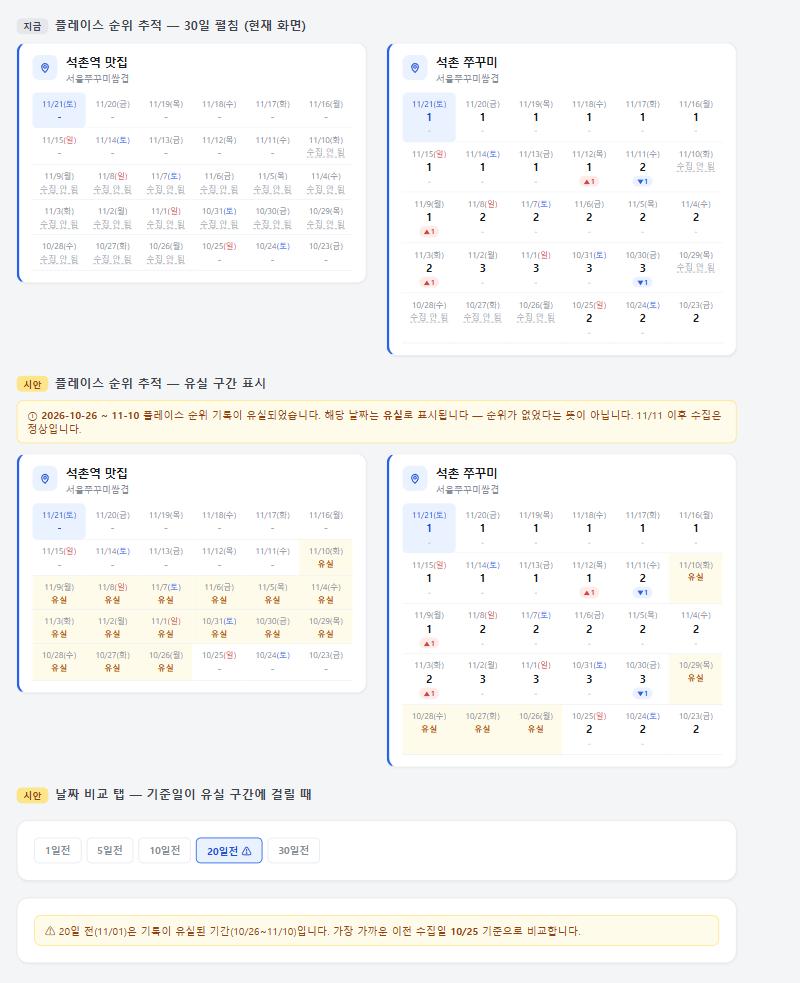 지금 플레이스 순위 추적 — 30일 펼침 (현재 화면)
석촌역 맛집
서울쭈꾸미쌈겹
11/21(토) 11/20(금) 11/19(목) 11/18(수) 11/17(화) 11/16(월)
- - - - - -
11/15(일) 11/14(토) 11/13(금) 11/12(목) 11/11(수) 11/10(화)
- - - - - 수집 안 됨
11/9(월) 11/8(일) 11/7(토) 11/6(금) 11/5(목) 11/4(수)
수집 안 됨 수집 안 됨 수집 안 됨 수집 안 됨 수집 안 됨 수집 안 됨
11/3(화) 11/2(월) 11/1(일) 10/31(토) 10/30(금) 10/29(목)
수집 안 됨 수집 안 됨 수집 안 됨 수집 안 됨 수집 안 됨 수집 안 됨
10/28(수) 10/27(화) 10/26(월) 10/25(일) 10/24(토) 10/23(금)
수집 안 됨 수집 안 됨 수집 안 됨 - - -
석촌 쭈꾸미
서울쭈꾸미쌈겹
11/21(토) 11/20(금) 11/19(목) 11/18(수) 11/17(화) 11/16(월)
1 1 1 1 1 1
- - - - - -
11/15(일) 11/14(토) 11/13(금) 11/12(목) 11/11(수) 11/10(화)
1 1 1 1 2 수집 안 됨
- - - ▲1 ▼1
11/9(월) 11/8(일) 11/7(토) 11/6(금) 11/5(목) 11/4(수)
1 2 2 2 2 2
▲1 - - - - -
11/3(화) 11/2(월) 11/1(일) 10/31(토) 10/30(금) 10/29(목)
2 3 3 3 3 수집 안 됨
▲1 - - - ▼1
10/28(수) 10/27(화) 10/26(월) 10/25(일) 10/24(토) 10/23(금)
수집 안 됨 수집 안 됨 수집 안 됨 2 2 2
- -
시안 플레이스 순위 추적 — 유실 구간 표시
2026-10-26 ~ 11-10 플레이스 순위 기록이 유실되었습니다. 해당 날짜는 유실로 표시됩니다 — 순위가 없었다는 뜻이 아닙니다. 11/11 이후 수집은
정상입니다.
석촌역 맛집
서울쭈꾸미쌈겹
11/21(토) 11/20(금) 11/19(목) 11/18(수) 11/17(화) 11/16(월)
- - - - - -
11/15(일) 11/14(토) 11/13(금) 11/12(목) 11/11(수) 11/10(화)
- - - - - 유실
11/9(월) 11/8(일) 11/7(토) 11/6(금) 11/5(목) 11/4(수)
유실 유실 유실 유실 유실 유실
11/3(화) 11/2(월) 11/1(일) 10/31(토) 10/30(금) 10/29(목)
유실 유실 유실 유실 유실 유실
10/28(수) 10/27(화) 10/26(월) 10/25(일) 10/24(토) 10/23(금)
유실 유실 유실 - - -
석촌 쭈꾸미
서울쭈꾸미쌈겹
11/21(토) 11/20(금) 11/19(목) 11/18(수) 11/17(화) 11/16(월)
1 1 1 1 1 1
- - - - - -
11/15(일) 11/14(토) 11/13(금) 11/12(목) 11/11(수) 11/10(화)
1 1 1 1 2 유실
- - - ▲1 ▼1
11/9(월) 11/8(일) 11/7(토) 11/6(금) 11/5(목) 11/4(수)
1 2 2 2 2 2
▲1 - - - - -
11/3(화) 11/2(월) 11/1(일) 10/31(토) 10/30(금) 10/29(목)
2 3 3 3 3 유실
▲1 - - - ▼1
10/28(수) 10/27(화) 10/26(월) 10/25(일) 10/24(토) 10/23(금)
유실 유실 유실 2 2 2
- -
시안 날짜 비교 탭 — 기준일이 유실 구간에 걸릴 때
1일전 5일전 10일전 20일전 ⚠ 30일전
⚠ 20일 전(11/01)은 기록이 유실된 기간(10/26~11/10)입니다. 가장 가까운 이전 수집일 10/25 기준으로 비교합니다.